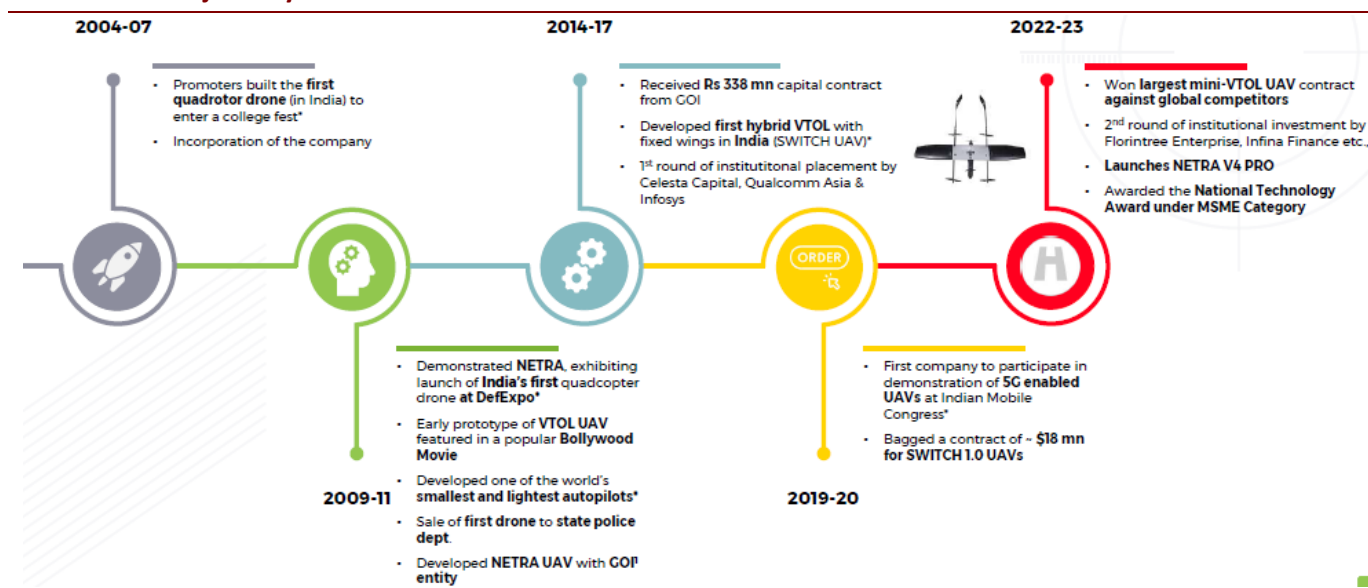 2004-07
2014-17
2022-23
• Promoters built the first
quadrotor drone (in India) to
enter a college fest*
• Incorporation of the company
• Received Rs 338 mn capital contract
from GOI
• Developed first hybrid VTOL with
fixed wings in India (SWITCH UAV)*
• 1st round of institutitonal placement by
Celesta Capital, Qualcomm Asia &
Infosys
• Won largest mini-VTOL UAV contract
against global competitors
• 2nd round of institutional investment by
Florintree Enterprise, Infina Finance etc.,
• Launches NETRA V4 PRO
• Awarded the National Technology
Award under MSME Category
ORDER
H
• Demonstrated NETRA, exhibiting
launch of India's first quadcopter
drone at DefExpo*
• Early prototype of VTOL UAV
featured in a popular Bollywood
Movie
• Developed one of the world's
smallest and lightest autopilots*
• Sale of first drone to state police
dept.
• Developed NETRA UAV with GOI¹
entity
2009-11
• First company to participate in
demonstration of 5G enabled
UAVs at Indian Mobile
Congress*
• Bagged a contract of ~ $18 mn
for SWITCH 1.0 UAVs
2019-20